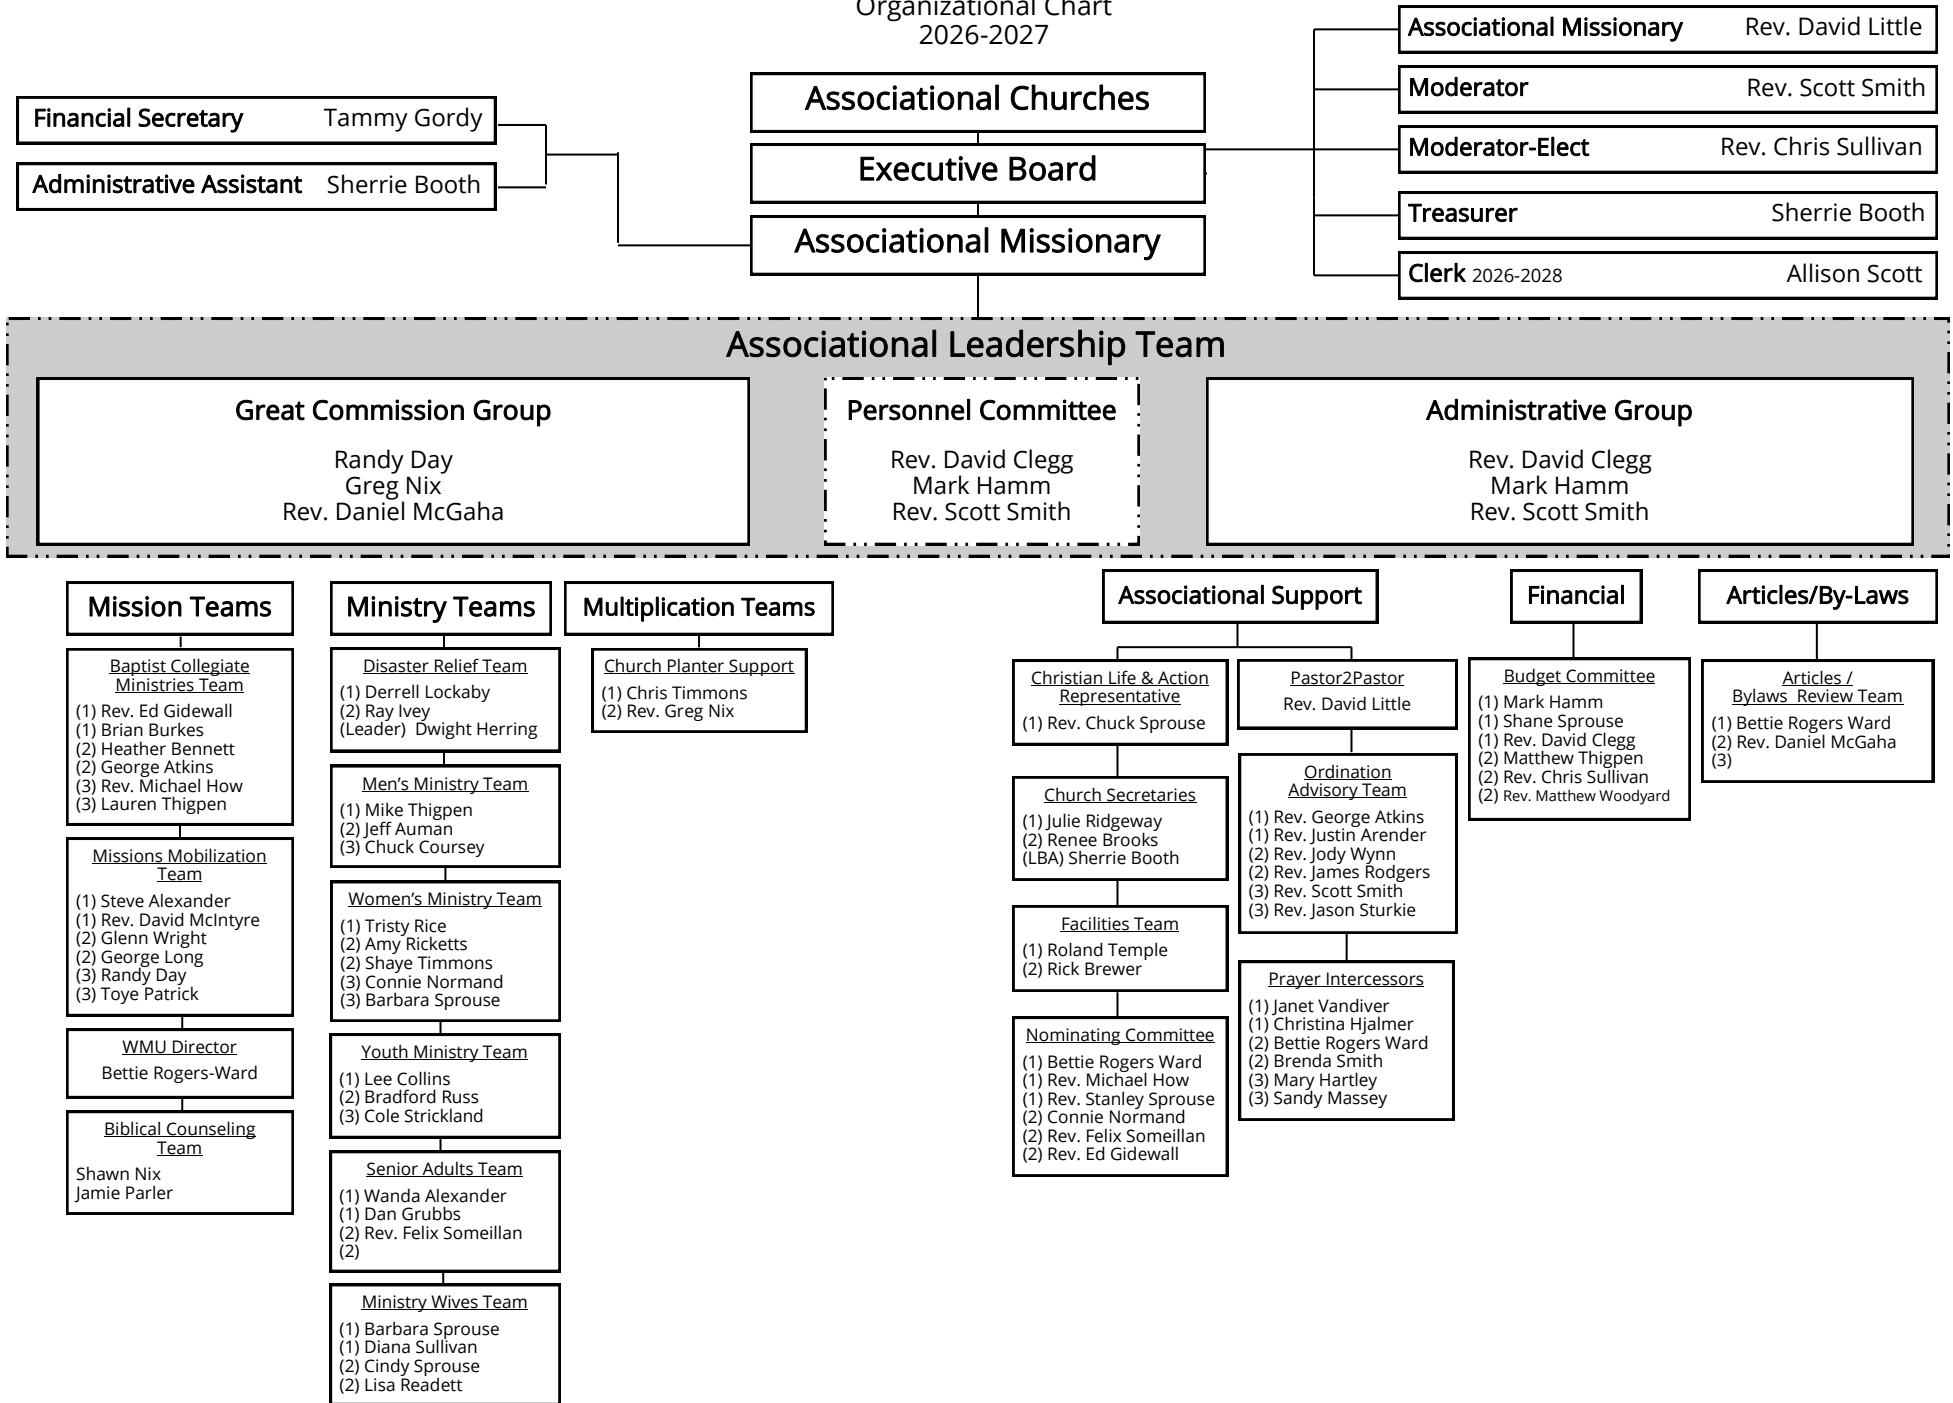 Organizational Chart
2026-2027
Associational Churches
Executive Board
Associational Missionary
Financial Secretary Tammy Gordy
Administrative Assistant Sherrie Booth
Associational Missionary Rev. David Little
Moderator Rev. Scott Smith
Moderator-Elect Rev. Chris Sullivan
Treasurer Sherrie Booth
Clerk 2026-2028 Allison Scott
Associational Leadership Team
Great Commission Group
Randy Day
Greg Nix
Rev. Daniel McGaha
Personnel Committee
Rev. David Clegg
Mark Hamm
Rev. Scott Smith
Administrative Group
Rev. David Clegg
Mark Hamm
Rev. Scott Smith
Mission Teams
Baptist Collegiate
Ministries Team
(1) Rev. Ed Gidewall
(1) Brian Burkes
(2) Heather Bennett
(2) George Atkins
(3) Rev. Michael How
(3) Lauren Thigpen
Missions Mobilization
Team
(1) Steve Alexander
(1) Rev. David McIntyre
(2) Glenn Wright
(2) George Long
(3) Randy Day
(3) Toye Patrick
WMU Director
Bettie Rogers-Ward
Biblical Counseling
Team
Shawn Nix
Jamie Parler
Ministry Teams
Disaster Relief Team
(1) Derrell Lockaby
(2) Ray Ivey
(Leader) Dwight Herring
Men’s Ministry Team
(1) Mike Thigpen
(2) Jeff Auman
(3) Chuck Coursey
Women’s Ministry Team
(1) Tristy Rice
(2) Amy Ricketts
(2) Shaye Timmons
(3) Connie Normand
(3) Barbara Sprouse
Youth Ministry Team
(1) Lee Collins
(2) Bradford Russ
(3) Cole Strickland
Senior Adults Team
(1) Wanda Alexander
(1) Dan Grubbs
(2) Rev. Felix Someillan
(2)
Ministry Wives Team
(1) Barbara Sprouse
(1) Diana Sullivan
(2) Cindy Sprouse
(2) Lisa Readett
Multiplication Teams
Church Planter Support
(1) Chris Timmons
(2) Rev. Greg Nix
Associational Support
Christian Life & Action
Representative
(1) Rev. Chuck Sprouse
Church Secretaries
(1) Julie Ridgeway
(2) Renee Brooks
(LBA) Sherrie Booth
Facilities Team
(1) Roland Temple
(2) Rick Brewer
Nominating Committee
(1) Bettie Rogers Ward
(1) Rev. Michael How
(1) Rev. Stanley Sprouse
(2) Connie Normand
(2) Rev. Felix Someillan
(2) Rev. Ed Gidewall
Pastor2Pastor
Rev. David Little
Ordination
Advisory Team
(1) Rev. George Atkins
(1) Rev. Justin Arender
(2) Rev. Jody Wynn
(2) Rev. James Rodgers
(3) Rev. Scott Smith
(3) Rev. Jason Sturkie
Prayer Intercessors
(1) Janet Vandiver
(1) Christina Hjalmer
(2) Bettie Rogers Ward
(2) Brenda Smith
(3) Mary Hartley
(3) Sandy Massey
Financial
Budget Committee
(1) Mark Hamm
(1) Shane Sprouse
(1) Rev. David Clegg
(2) Matthew Thigpen
(2) Rev. Chris Sullivan
(2) Rev. Matthew Woodyard
Articles/By-Laws
Articles /
Bylaws Review Team
(1) Bettie Rogers Ward
(2) Rev. Daniel McGaha
(3)